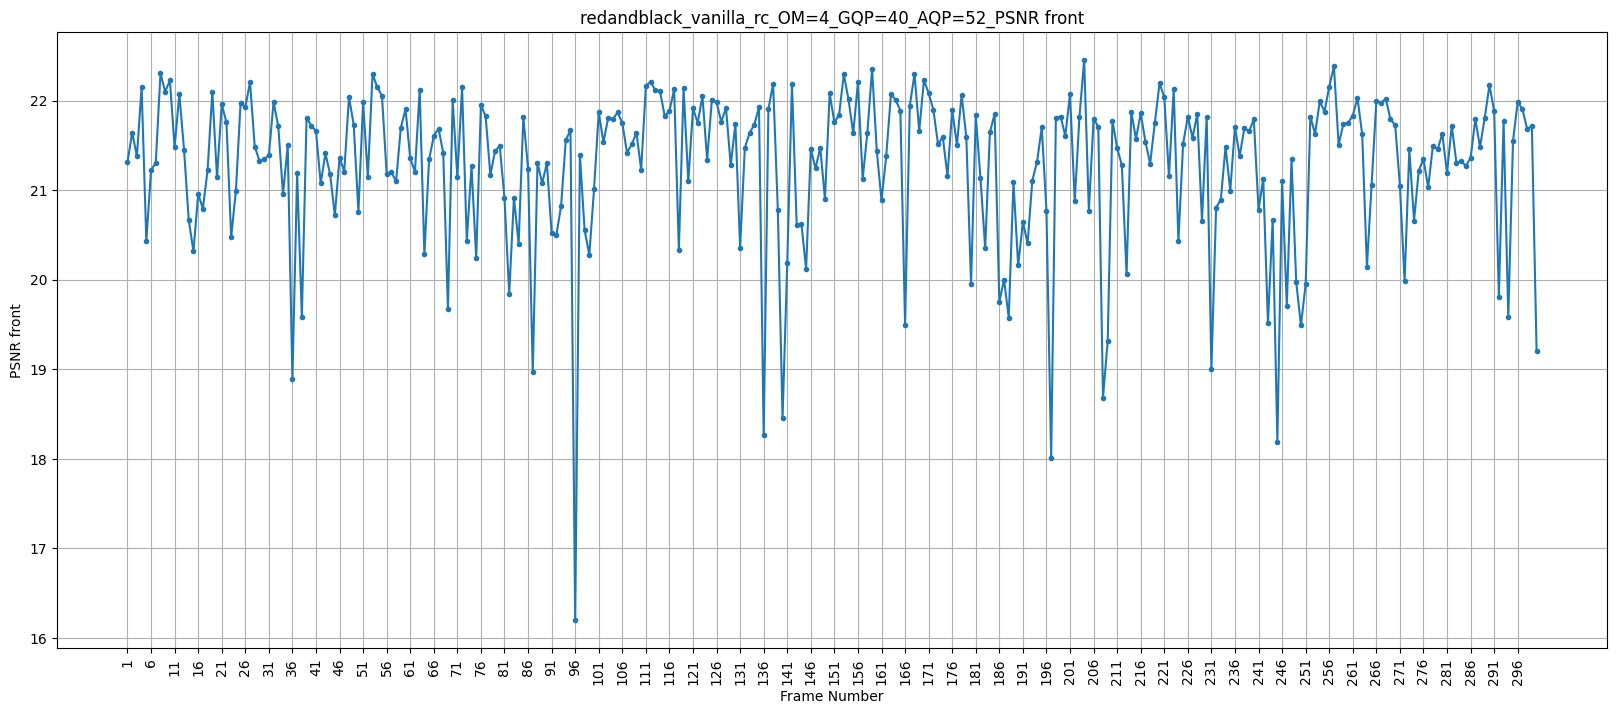 redandblack_vanilla_rc_OM=4_GQP=40_AQP=52_PSNR front
PSNR front
22
21
20
19
18
17
16
1 6 11 16 21 26 31 36 41 46 51 56 61 66 71 76 81 86 91 96 101 106 111 116 121 126 131 136 141 146 151 156 161 166 171 176 181 186 191 196 201 206 211 216 221 226 231 236 241 246 251 256 261 266 271 276 281 286 291 296
Frame Number